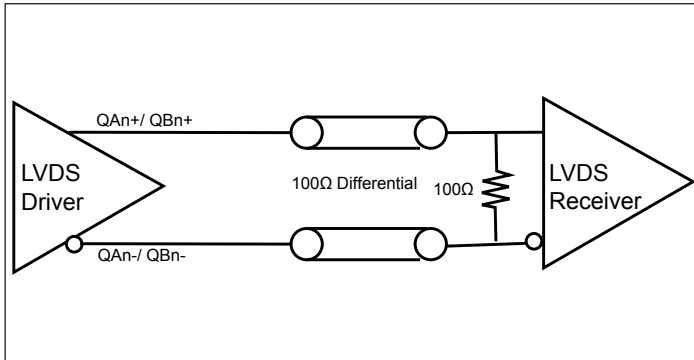 QAn+/ QBn+
LVDS
Driver
100Ω Differential
100Ω
LVDS
Receiver
QAn-/ QBn-